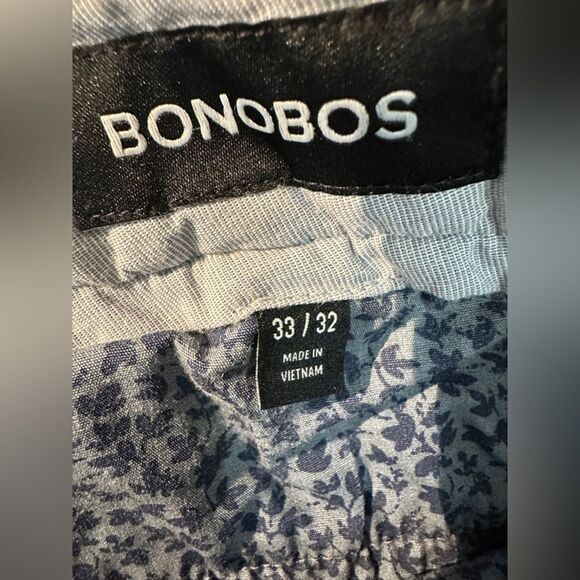 BONOBOS
33 / 32
MADE IN
VIETNAM